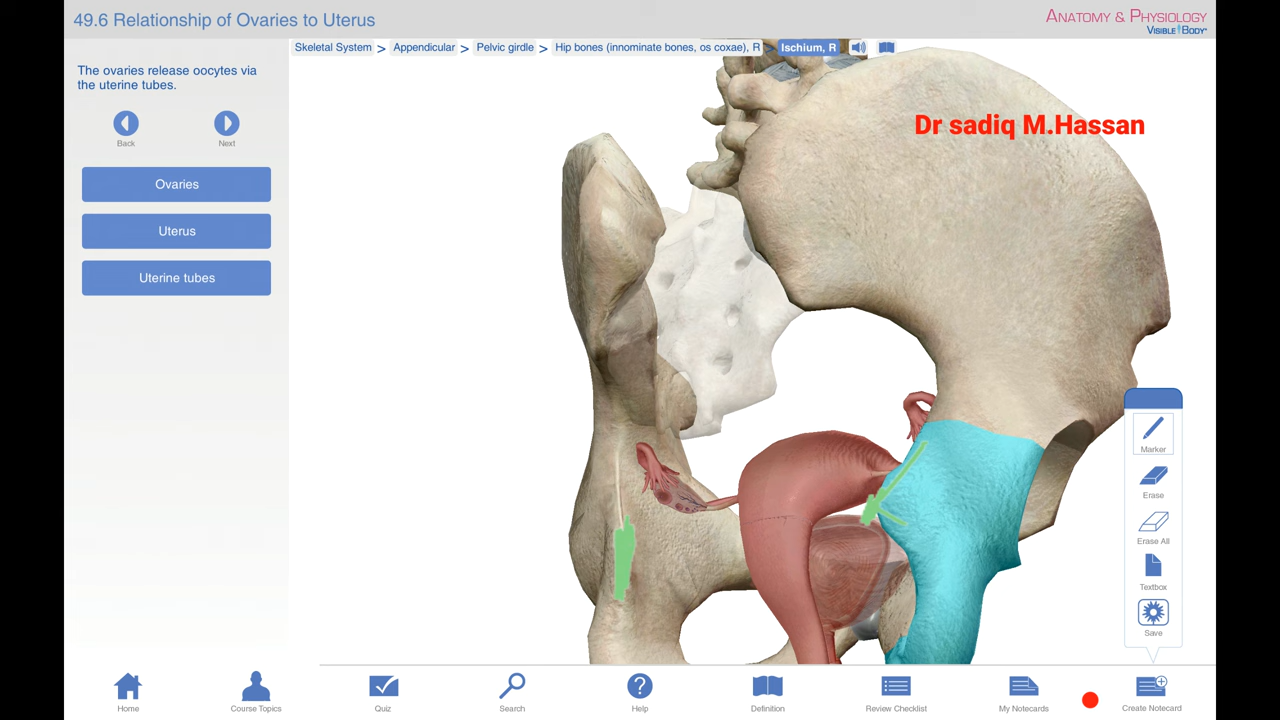 49.6 Relationship of Ovaries to Uterus
ANATOMY & PHYSIOLOGY
VISIBLE BODY
Skeletal System > Appendicular > Pelvic girdle > Hip bones (innominate bones, os coxae), R > Ischium, R
The ovaries release oocytes via
the uterine tubes.
Back
Next
Ovaries
Uterus
Uterine tubes
Dr sadiq M.Hassan
Marker
Erase
Erase All
Textbox
Save
Home
Course Topics
Quiz
Search
Help
Definition
Review Checklist
My Notecards
Create Notecard